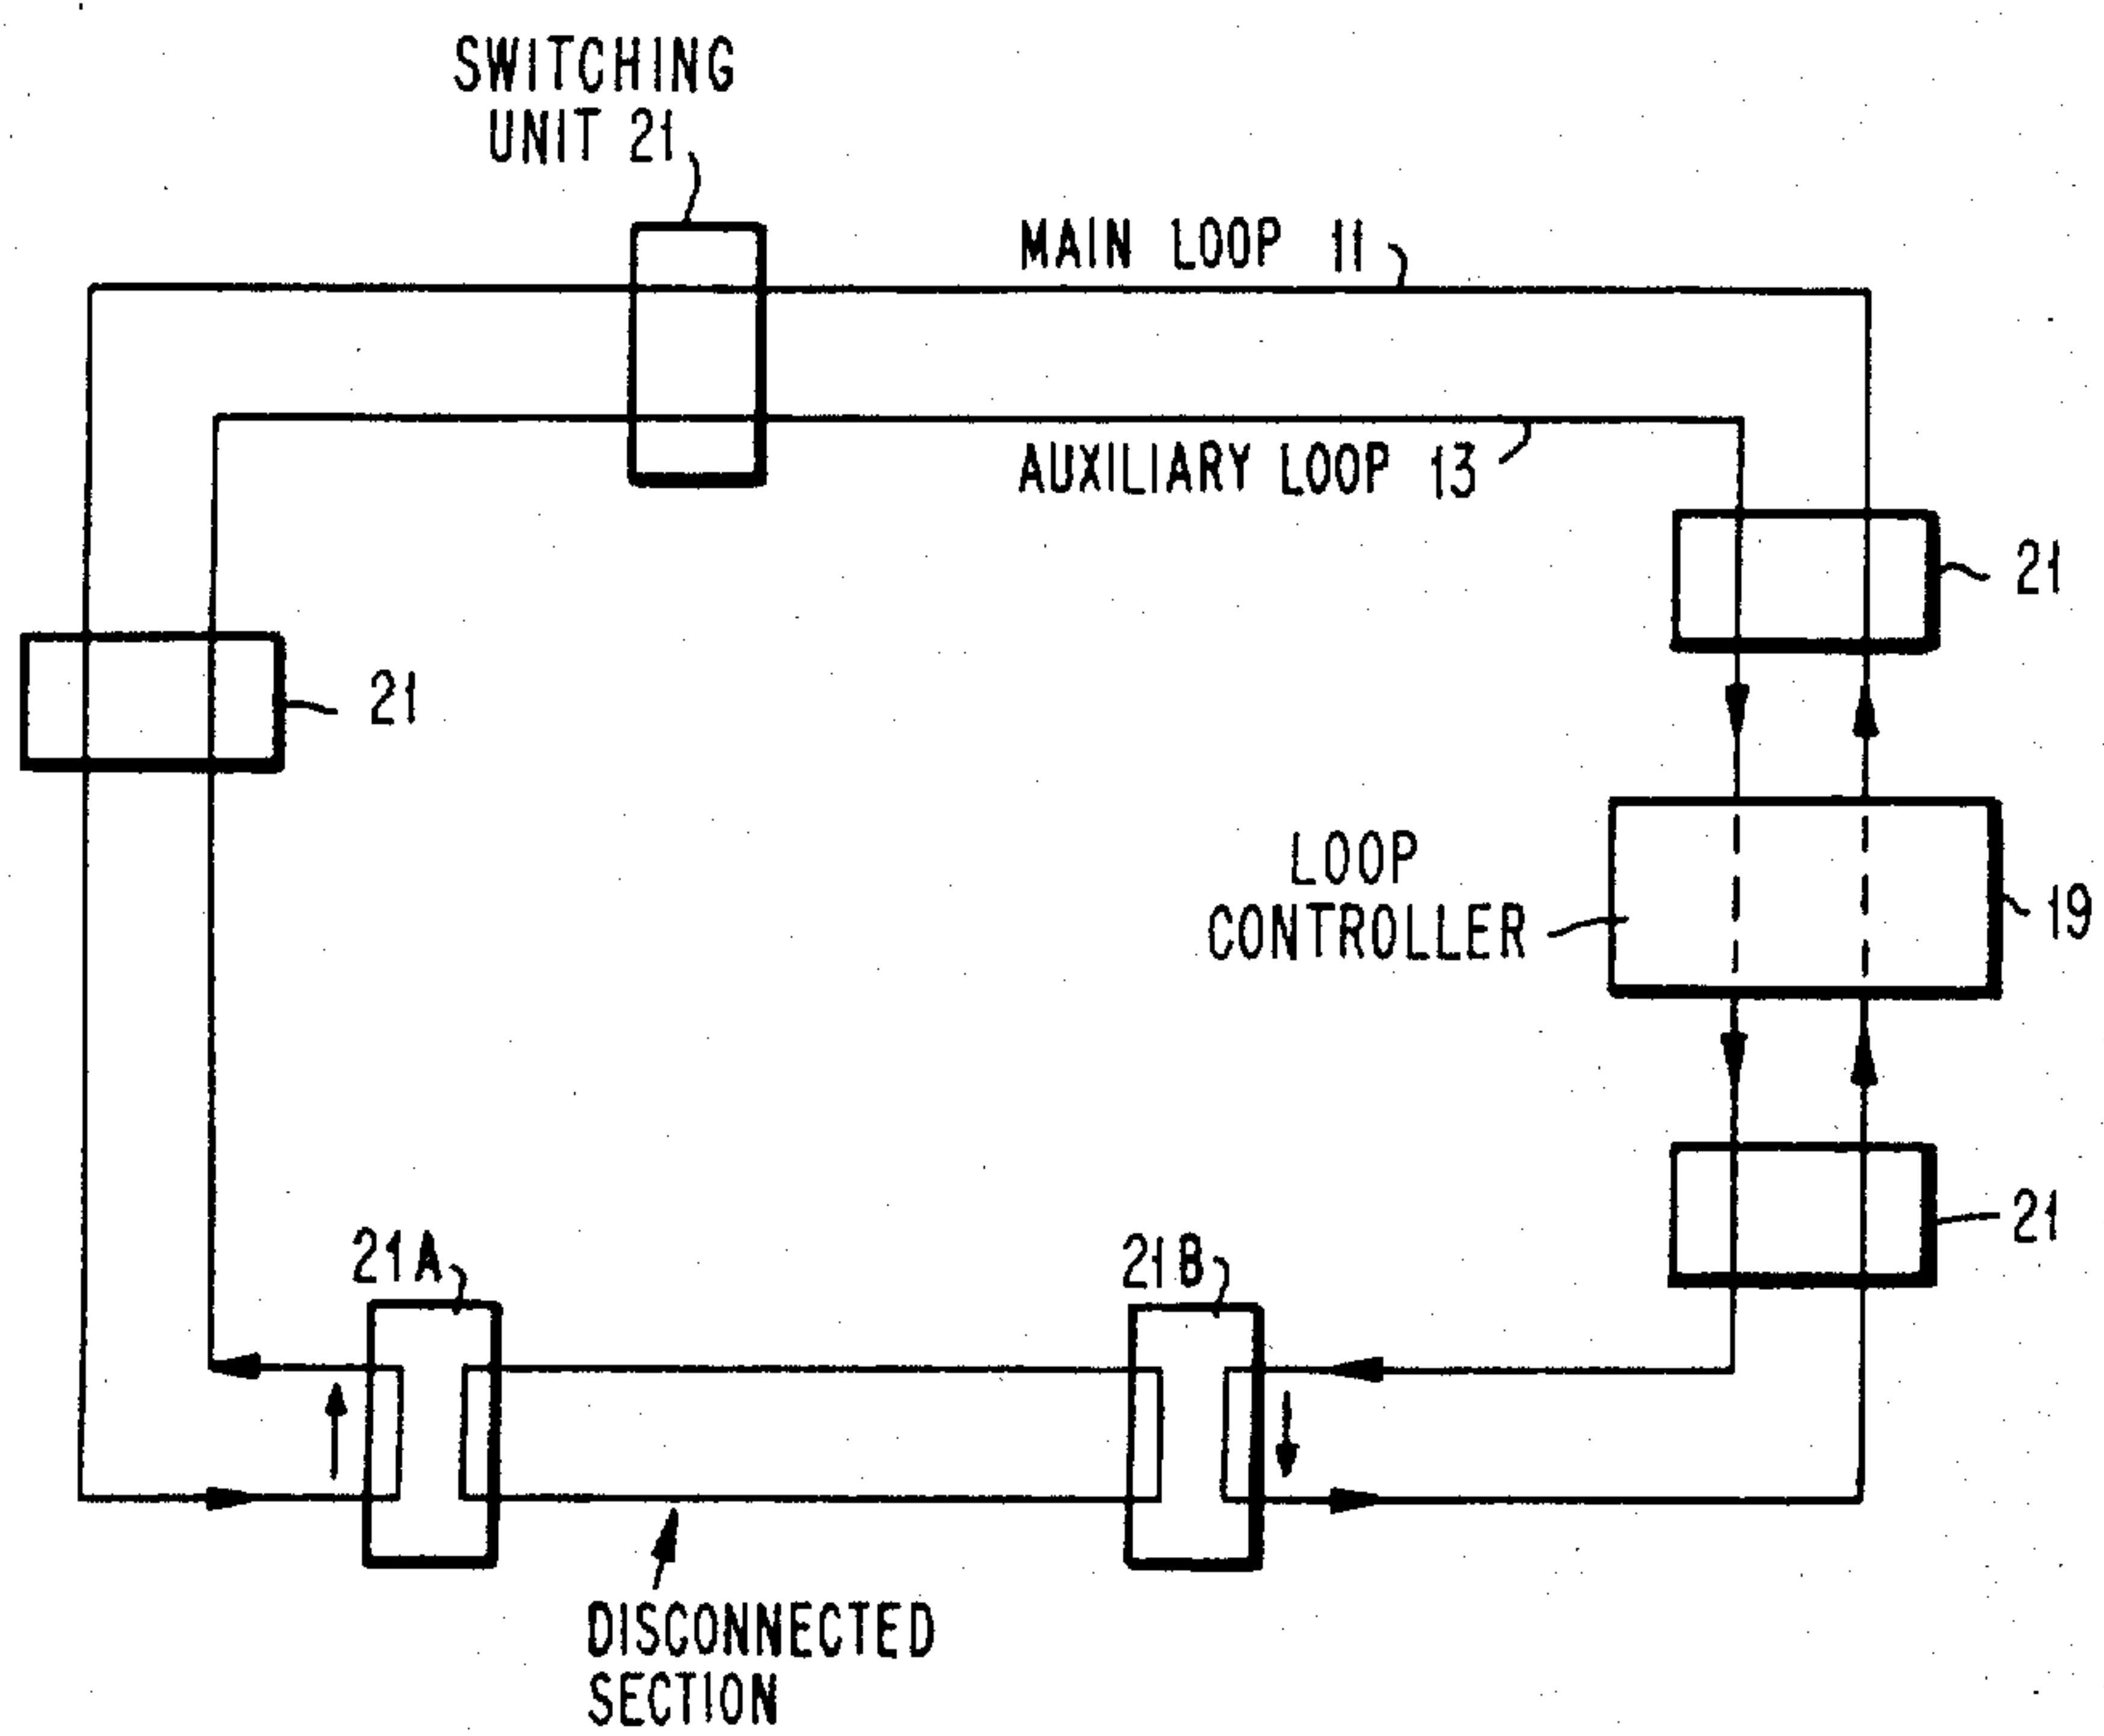 SWITCHING
UNIT 21
MAIN LOOP 11
AUXILIARY LOOP 13
21
21
LOOP
CONTROLLER
19
21
21A
21B
DISCONNECTED
SECTION